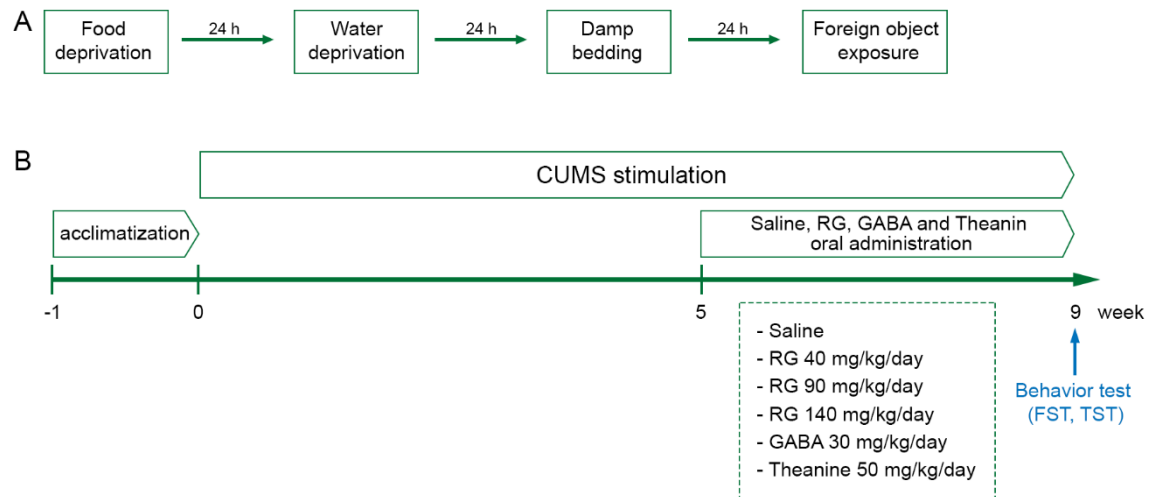 A
Food
deprivation
24 h
Water
deprivation
24 h
Damp
bedding
24 h
Foreign object
exposure
B
CUMS stimulation
acclimatization
Saline, RG, GABA and Theanin
oral administration
-1
0
5
9
week
- Saline
- RG 40 mg/kg/day
- RG 90 mg/kg/day
- RG 140 mg/kg/day
- GABA 30 mg/kg/day
- Theanine 50 mg/kg/day
Behavior test
(FST, TST)